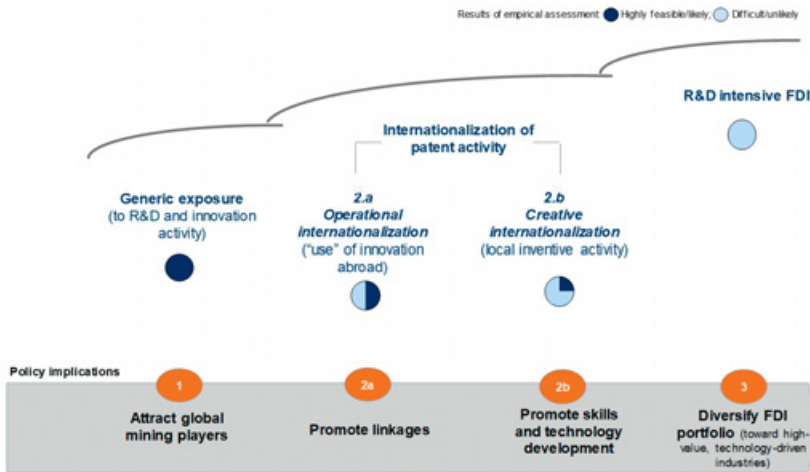 Results of empirical assessment: Highly feasible/likely; Difficult/unlikely
R&D intensive FDI
Internationalization of
patent activity
Generic exposure
(to R&D and innovation
activity)
2.a
Operational
internationalization
("use" of innovation
abroad)
2.b
Creative
internationalization
(local inventive activity)
Policy implications
1
Attract global
mining players
2a
Promote linkages
2b
Promote skills
and technology
development
3
Diversify FDI
portfolio (toward high-
value, technology-driven
industries)